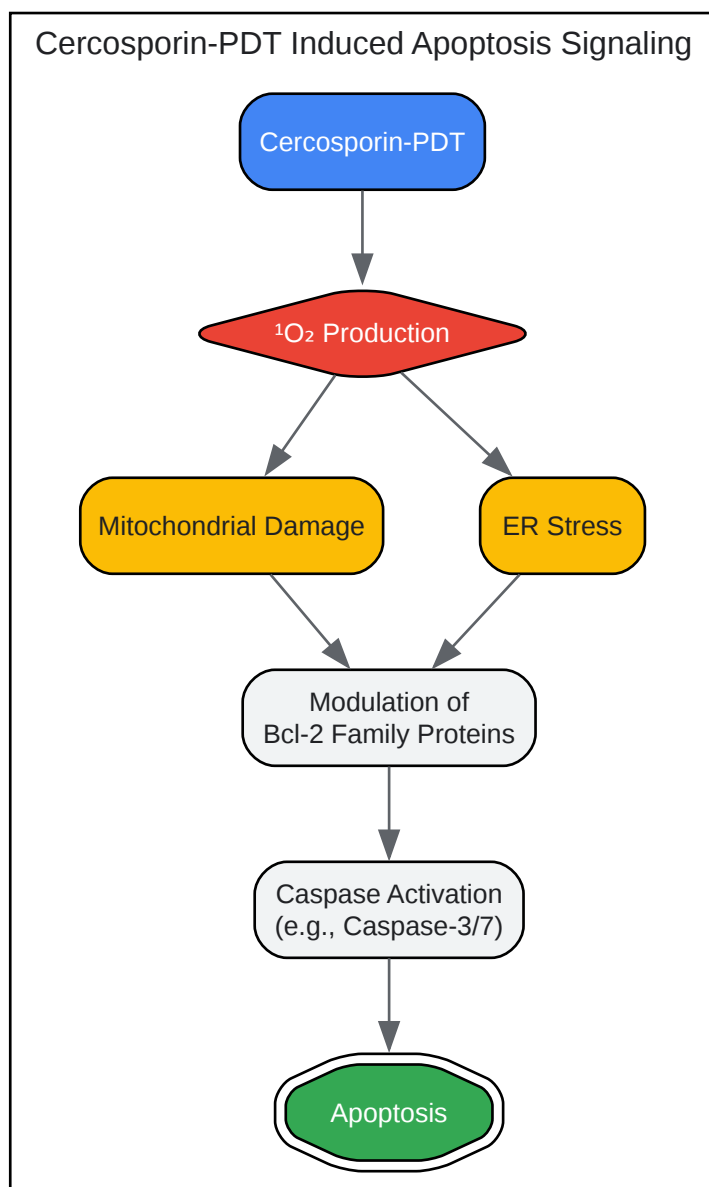 Cercosporin-PDT Induced Apoptosis Signaling
Cercosporin-PDT
¹O₂ Production
Mitochondrial Damage
ER Stress
Modulation of
Bcl-2 Family Proteins
Caspase Activation
(e.g., Caspase-3/7)
Apoptosis